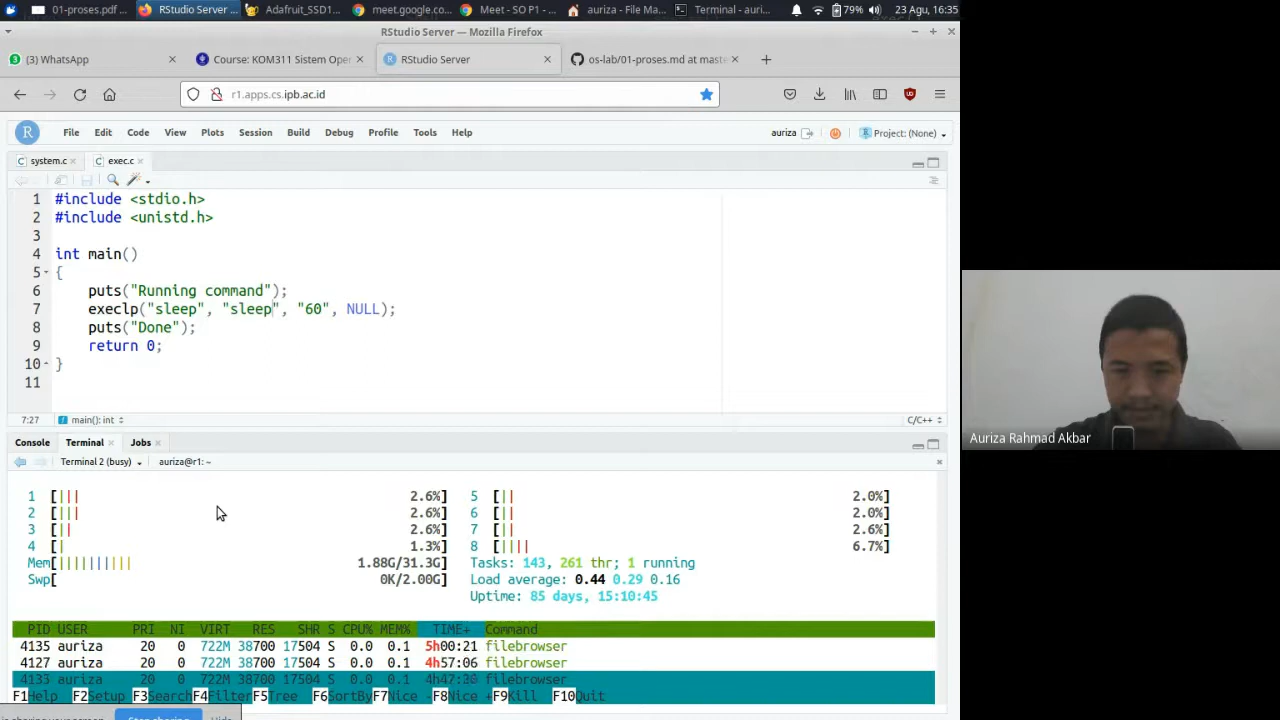 01-proses.pdf ...
RStudio Server ...
Adafruit_SSD1...
meet.google.co...
Meet - SO P1 - ...
auriza - File Ma...
Terminal - auri...
79%
23 Agu, 16:35
RStudio Server — Mozilla Firefox
(3) WhatsApp
Course: KOM311 Sistem Oper
RStudio Server
os-lab/01-proses.md at maste
r1.apps.cs.ipb.ac.id
File Edit Code View Plots Session Build Debug Profile Tools Help
auriza
Project: (None)
system.c
exec.c
1 #include <stdio.h>
2 #include <unistd.h>
3
4 int main()
5 {
6 puts("Running command");
7 execlp("sleep", "sleep", "60", NULL);
8 puts("Done");
9 return 0;
10 }
11
7:27 main(): int C/C++
Console Terminal Jobs
Terminal 2 (busy) auriza@r1: ~
1 [||| 2.6%] 5 [|| 2.0%]
2 [||| 2.6%] 6 [|| 2.0%]
3 [|| 2.6%] 7 [|| 2.6%]
4 [| 1.3%] 8 [|||| 6.7%]
Mem[|||||||||| 1.88G/31.3G] Tasks: 143, 261 thr; 1 running
Swp[ 0K/2.00G] Load average: 0.44 0.29 0.16
Uptime: 85 days, 15:10:45
PID USER PRI NI VIRT RES SHR S CPU% MEM% TIME+ Command
4135 auriza 20 0 722M 38700 17504 S 0.0 0.1 5h00:21 filebrowser
4127 auriza 20 0 722M 38700 17504 S 0.0 0.1 4h57:06 filebrowser
4133 auriza 20 0 722M 38700 17504 S 0.0 0.1 4h47:30 filebrowser
F1Help F2Setup F3Search F4Filter F5Tree F6SortBy F7Nice - F8Nice + F9Kill F10Quit
is sharing your screen. Stop sharing Hide
Auriza Rahmad Akbar